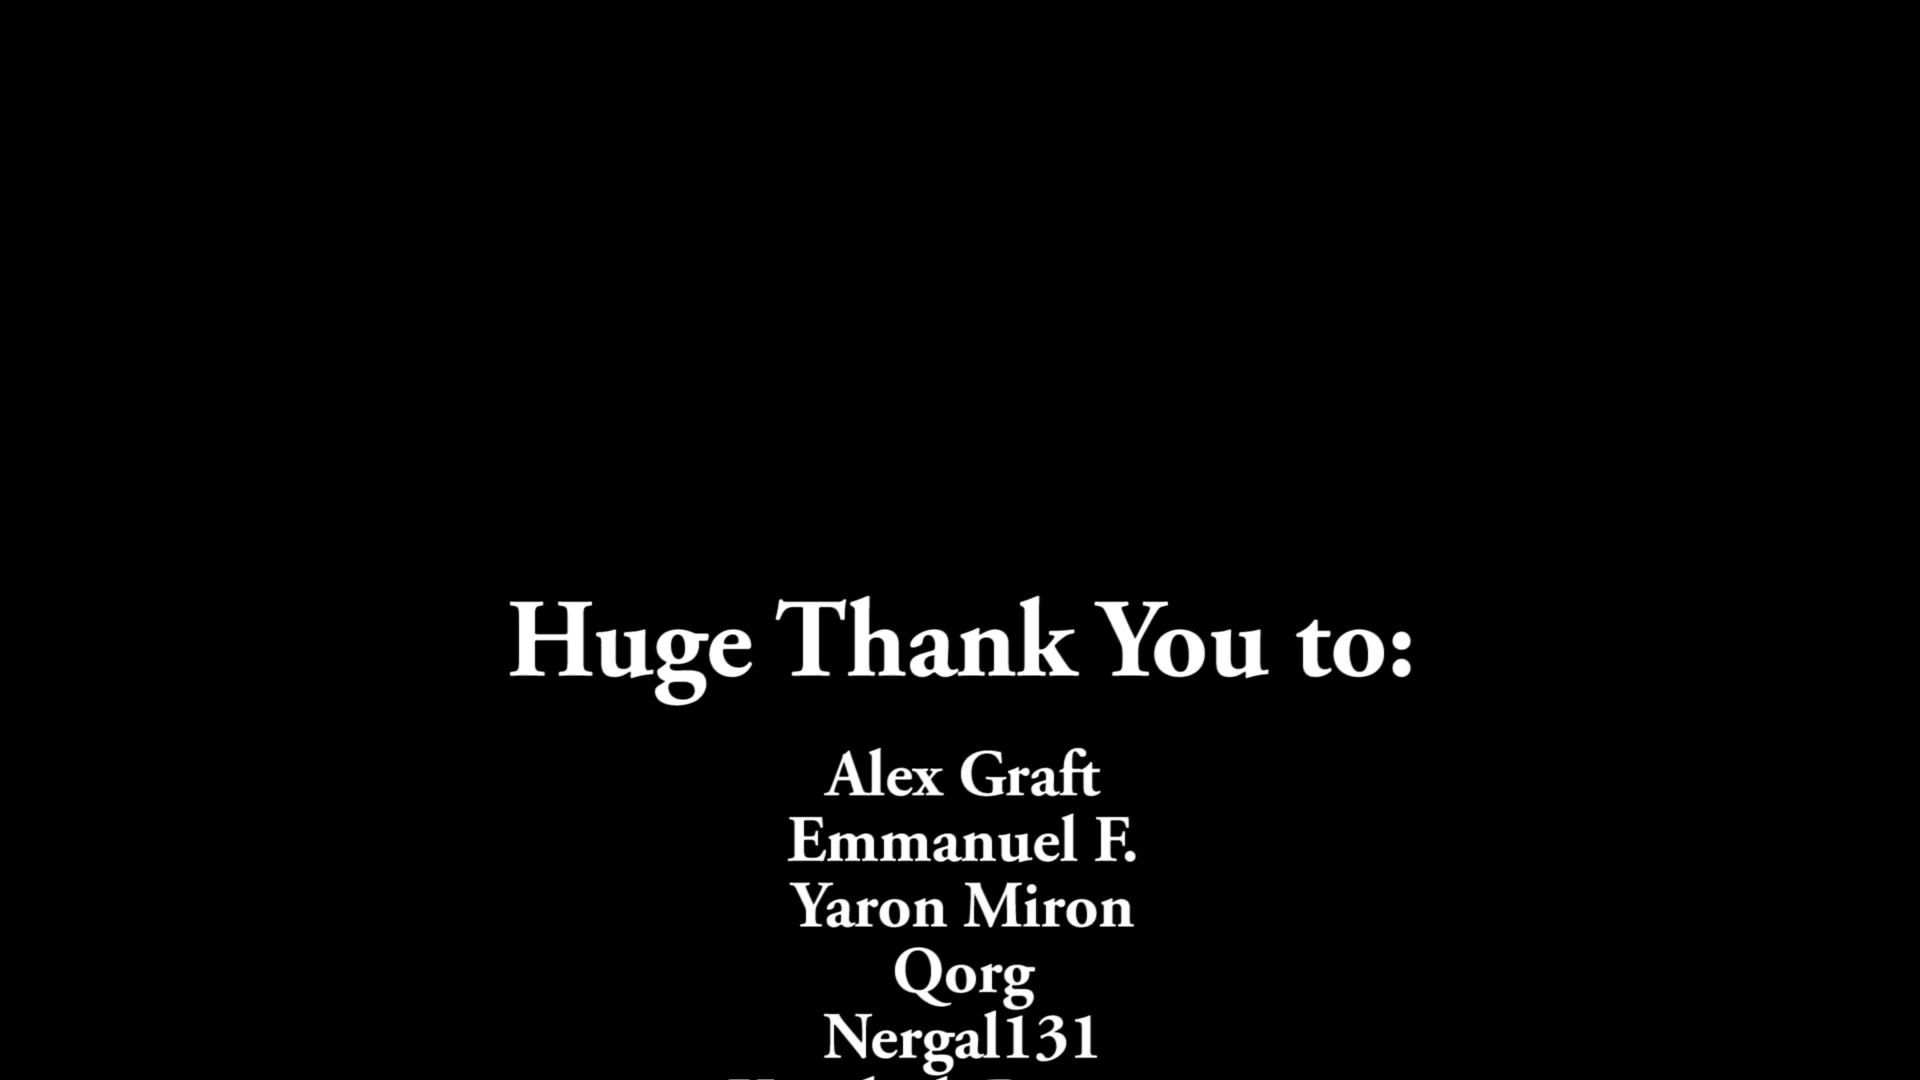 Huge Thank You to:
Alex Graft
Emmanuel F.
Yaron Miron
Qorg
Nergal131